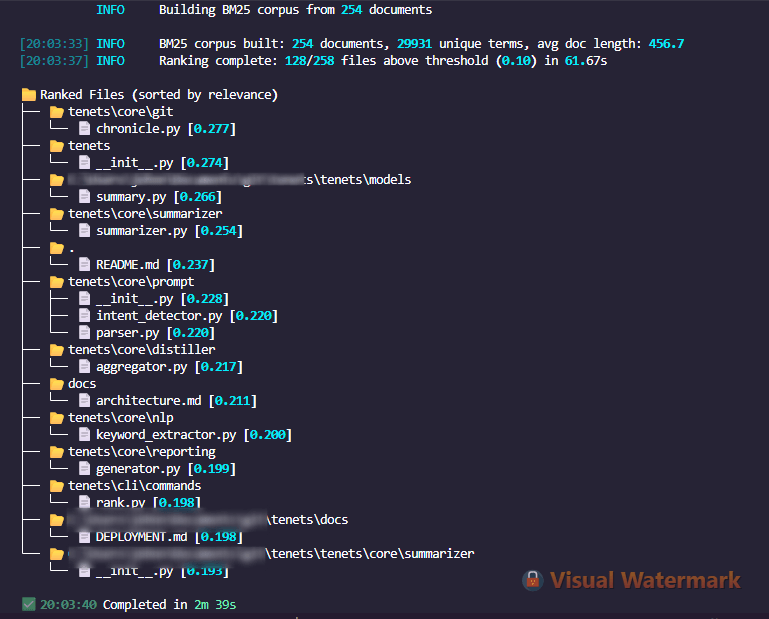 INFO Building BM25 corpus from 254 documents
[20:03:33] INFO BM25 corpus built: 254 documents, 29931 unique terms, avg doc length: 456.7
[20:03:37] INFO Ranking complete: 128/258 files above threshold (0.10) in 61.67s
Ranked Files (sorted by relevance)
tenets\core\git
chronicle.py [0.277]
tenets
__init__.py [0.274]
s\tenets\models
summary.py [0.266]
tenets\core\summarizer
summarizer.py [0.254]
.
README.md [0.237]
tenets\core\prompt
__init__.py [0.228]
intent_detector.py [0.220]
parser.py [0.220]
tenets\core\distiller
aggregator.py [0.217]
docs
architecture.md [0.211]
tenets\core\nlp
keyword_extractor.py [0.200]
tenets\core\reporting
generator.py [0.199]
tenets\cli\commands
rank.py [0.198]
\tenets\docs
DEPLOYMENT.md [0.198]
\tenets\tenets\core\summarizer
__init__.py [0.193]
Visual Watermark
20:03:40 Completed in 2m 39s